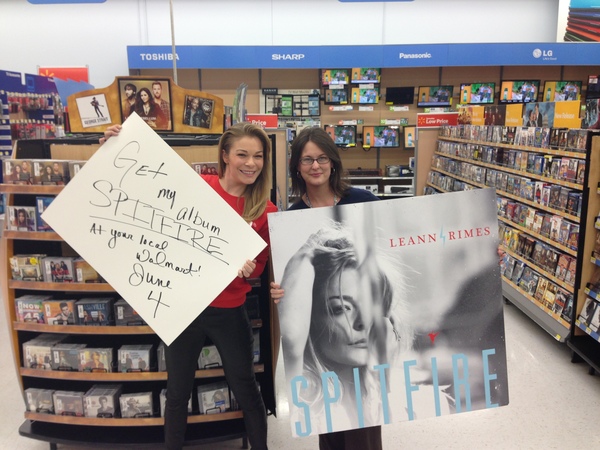 TOSHIBA
SHARP
Panasonic
LG
Get
my
album
SPITFIRE
At your local
Walmart!
June
4
LEANN RIMES
SPITFIRE